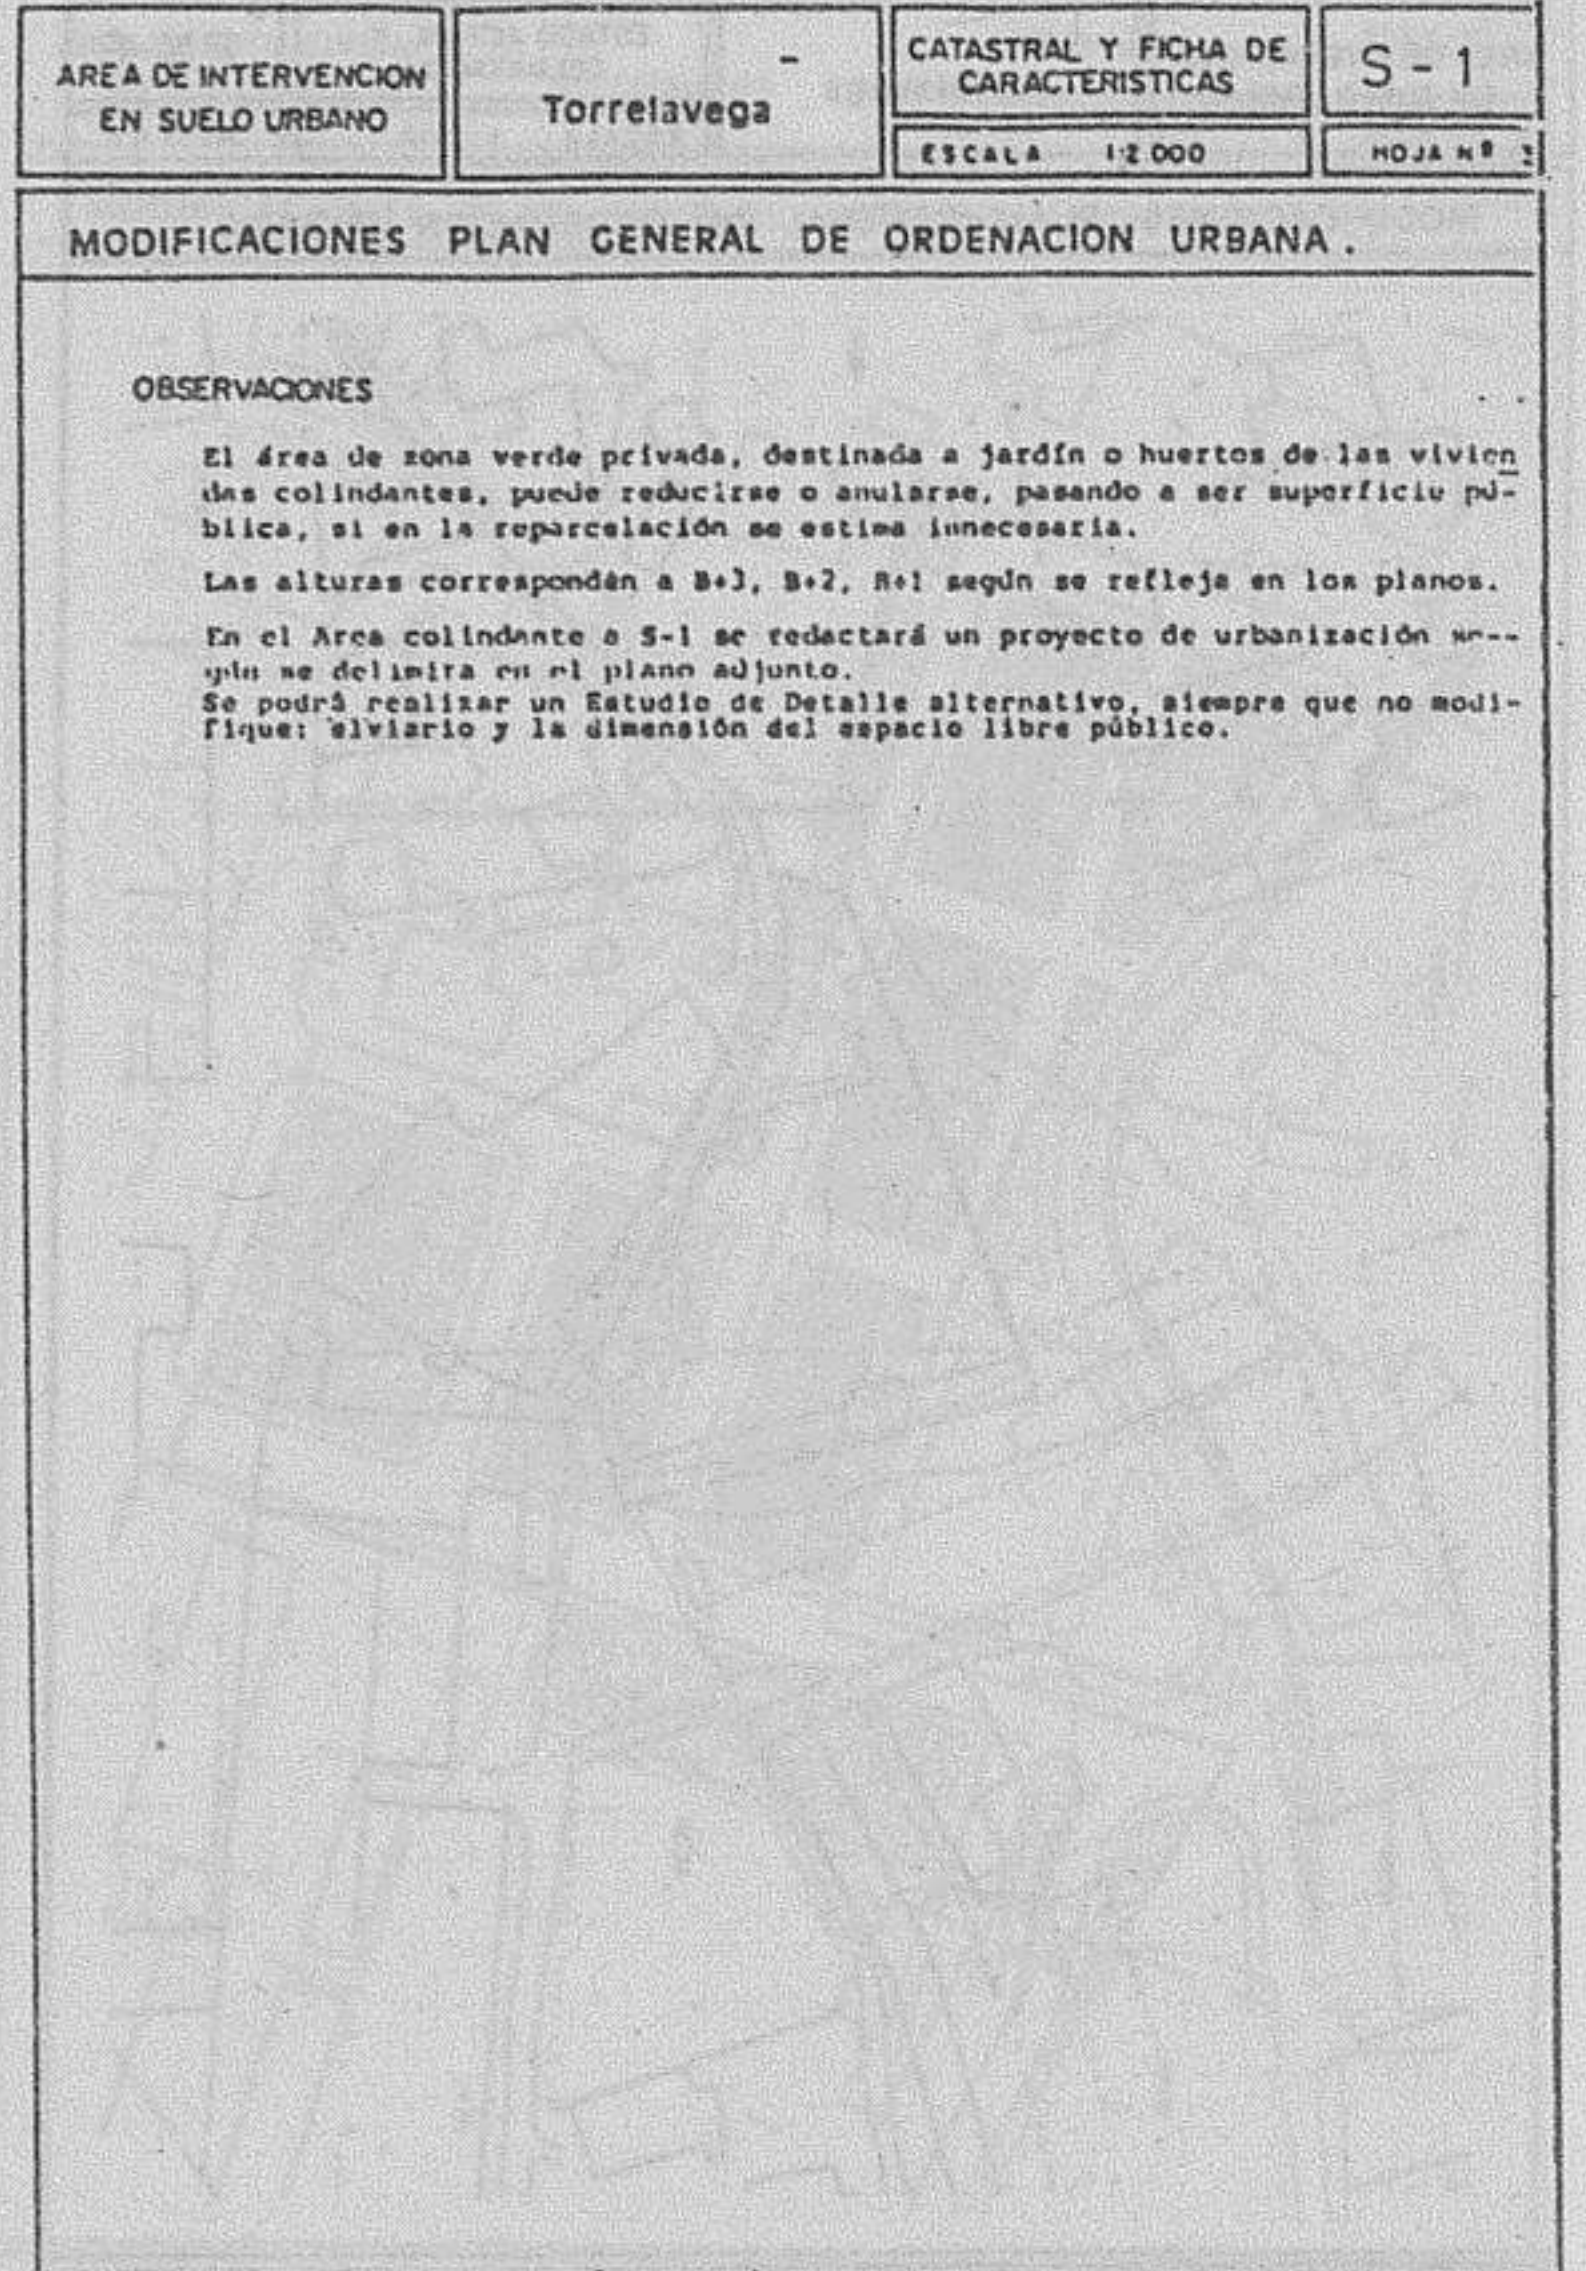 AREA DE INTERVENCION
EN SUELO URBANO
Torrelavega
CATASTRAL Y FICHA DE
CARACTERISTICAS
ESCALA 1:2 000
S - 1
HOJA Nº
MODIFICACIONES PLAN GENERAL DE ORDENACION URBANA.
OBSERVACIONES
El área de zona verde privada, destinada a jardín o huertos de las vivien
das colindantes, puede reducirse o anularse, pasando a ser superficie pú-
blica, si en la reparcelación se estima innecesaria.
Las alturas corresponden a B+3, B+2, B+1 según se refleja en los planos.
En el Area colindante a S-1 se redactará un proyecto de urbanización se--
gún se delimita en el plano adjunto.
Se podrá realizar un Estudio de Detalle alternativo, siempre que no modi-
fique: elviario y la dimensión del espacio libre público.